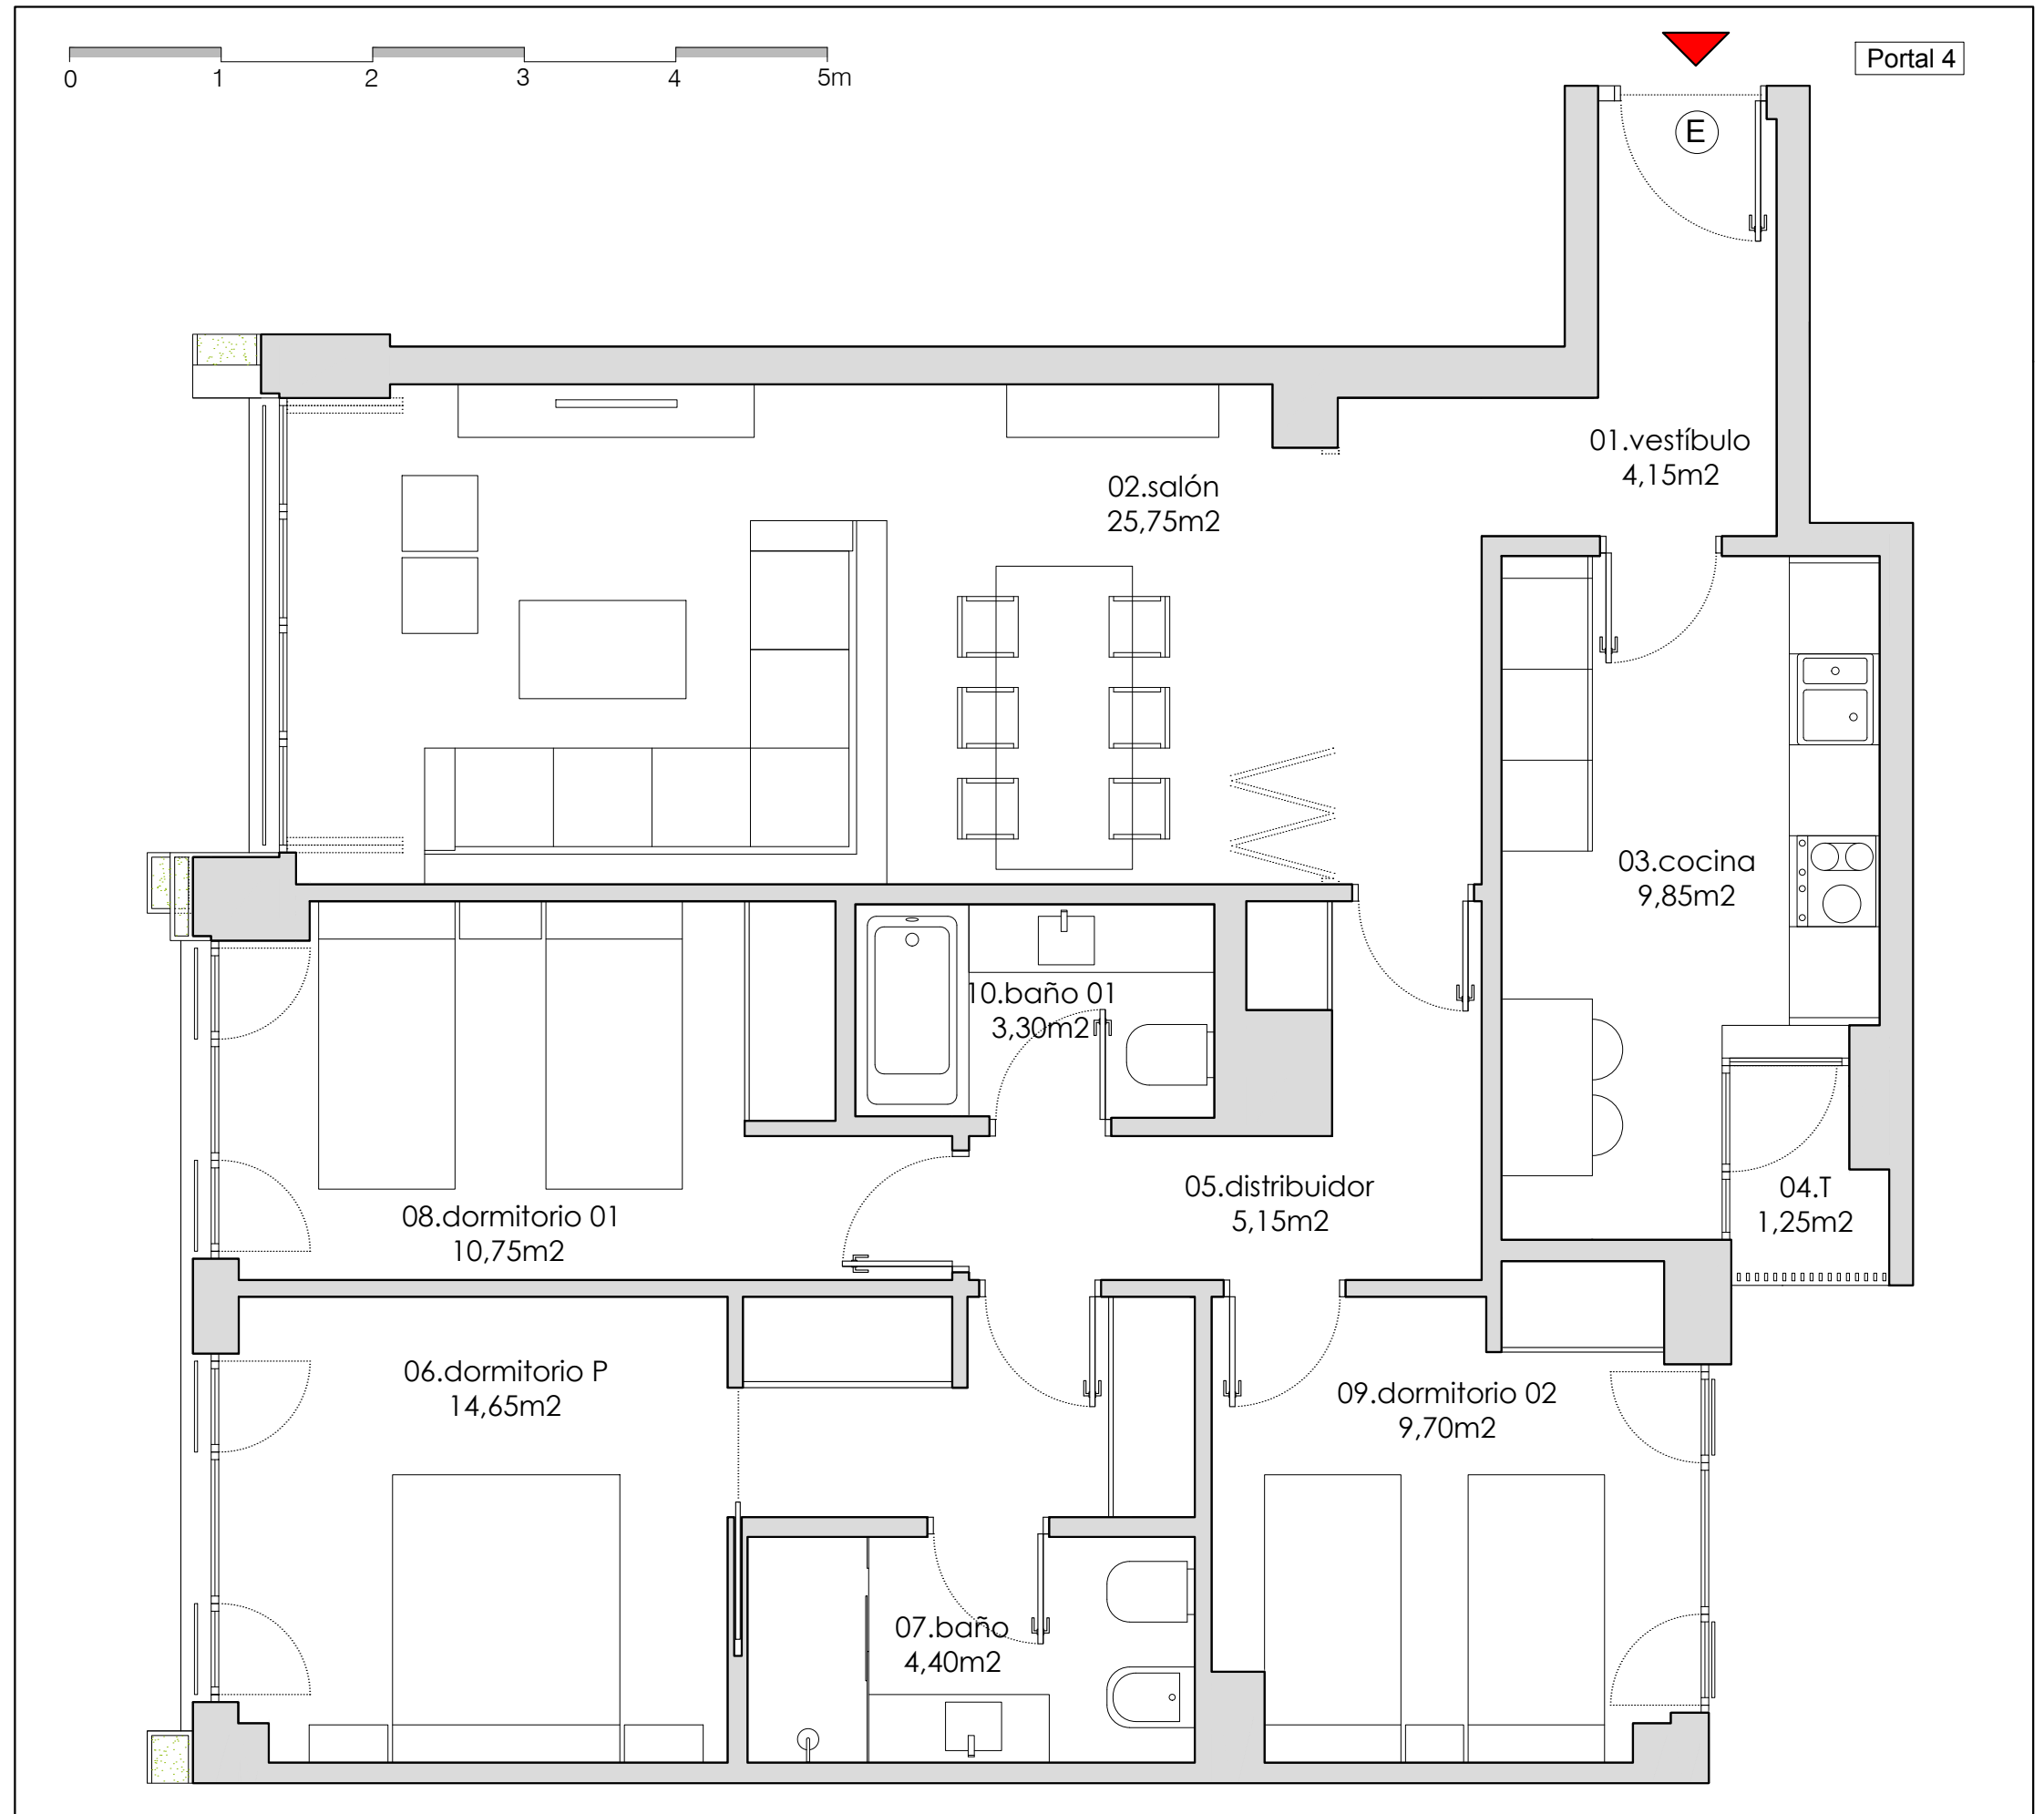 0 1 2 3 4 5m
Portal 4
E
01.vestíbulo
4,15m2
02.salón
25,75m2
03.cocina
9,85m2
10.baño 01
3,30m2
05.distribuidor
5,15m2
04.T
1,25m2
08.dormitorio 01
10,75m2
06.dormitorio P
14,65m2
09.dormitorio 02
9,70m2
07.baño
4,40m2